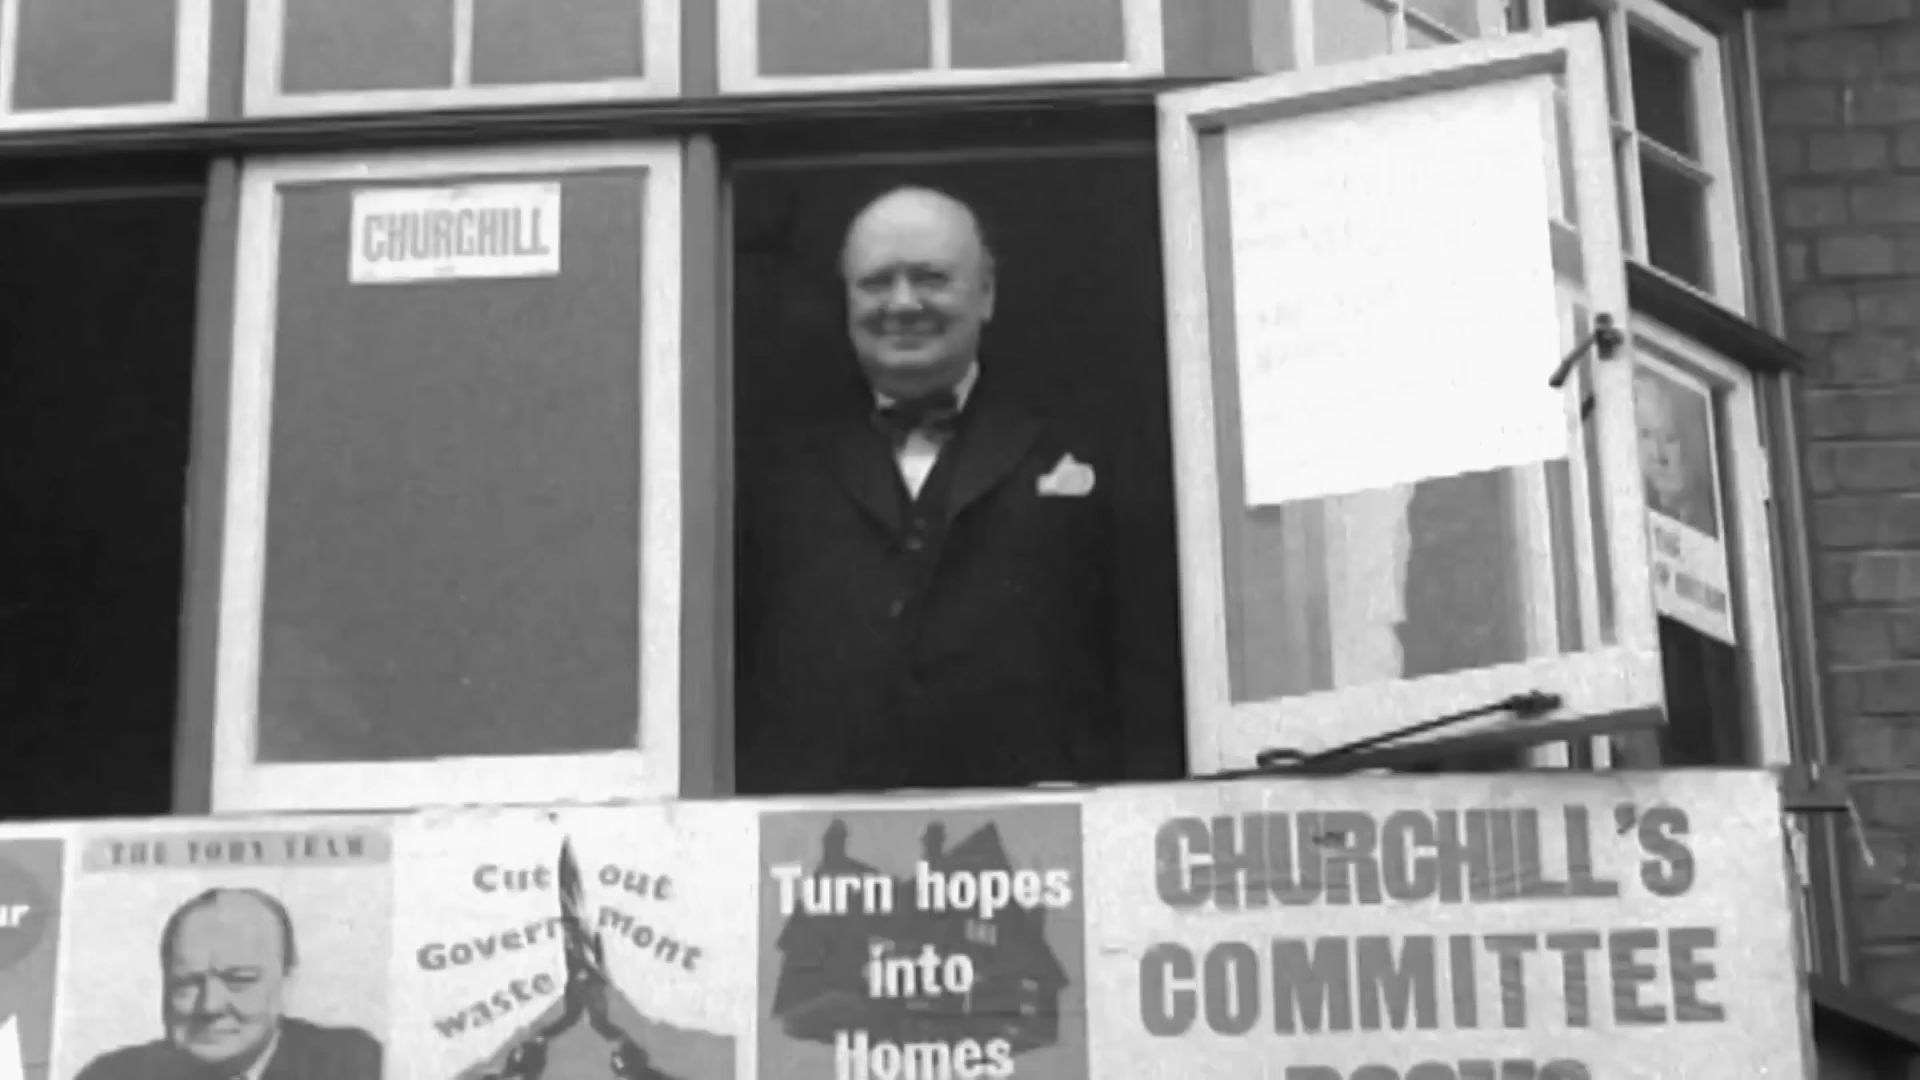 CHURCHILL
THE TORY TEAM
Cut out
Government
waste
Turn hopes
into
Homes
CHURCHILL'S
COMMITTEE